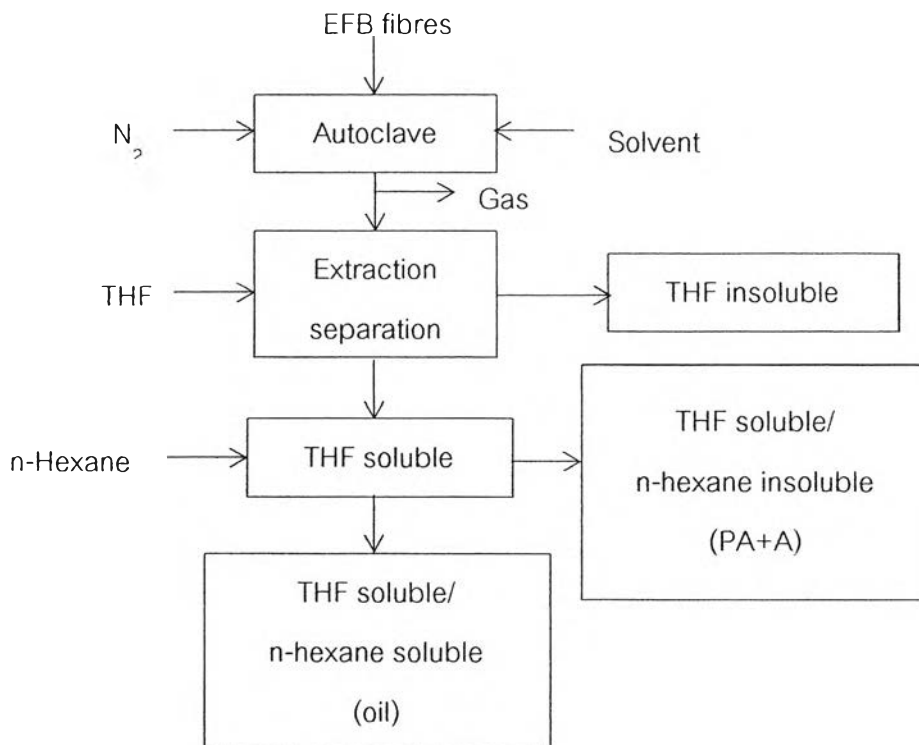 EFB fibres
N2
Autoclave
Solvent
Gas
THF
Extraction
separation
THF insoluble
n-Hexane
THF soluble
THF soluble/
n-hexane insoluble
(PA+A)
THF soluble/
n-hexane soluble
(oil)